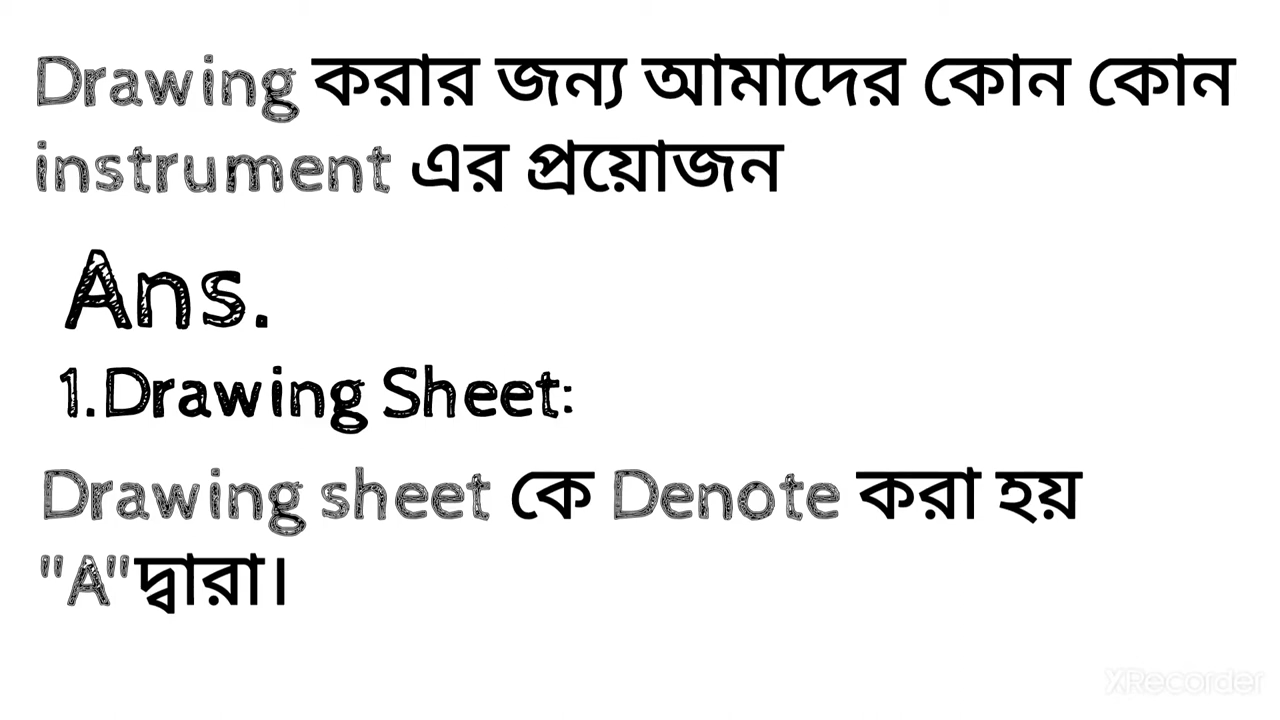 Drawing করার জন্য আমাদের কোন কোন
instrument এর প্রয়োজন
Ans.
1.Drawing Sheet:
Drawing sheet কে Denote করা হয়
"A"দ্বারা।
XRecorder